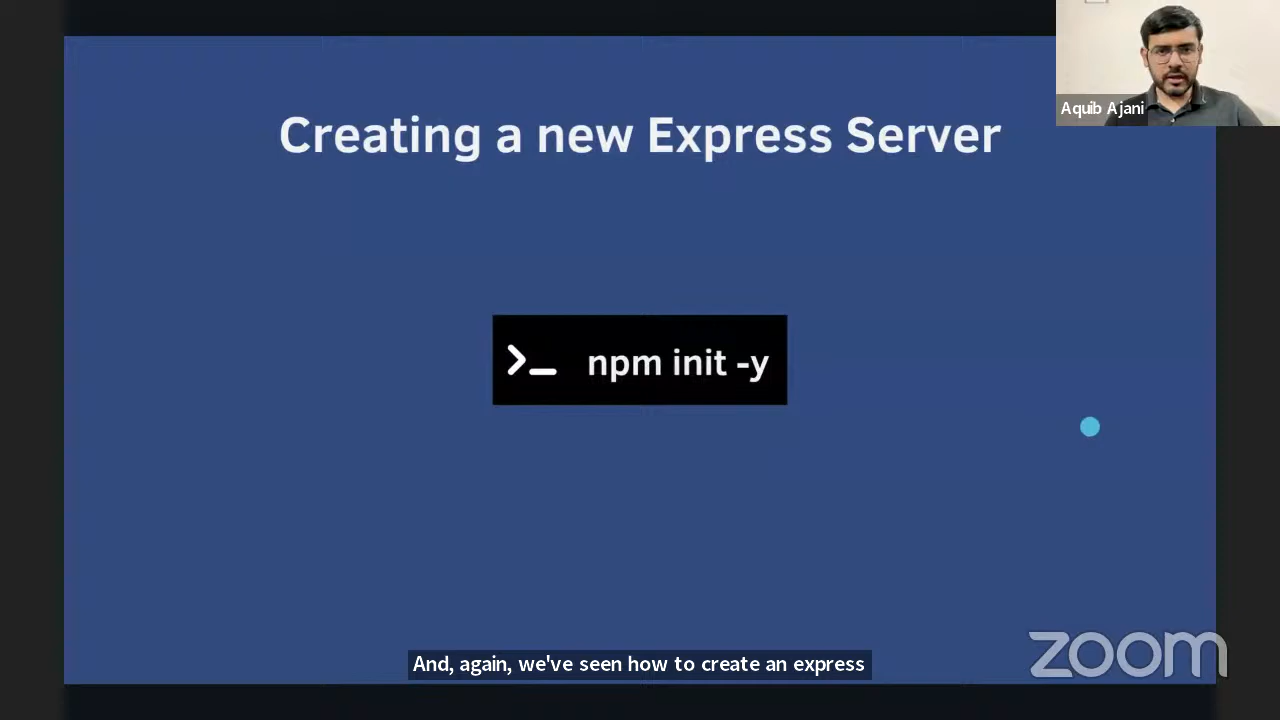 Aquib Ajani
Creating a new Express Server
>_ npm init -y
And, again, we've seen how to create an express
zoom